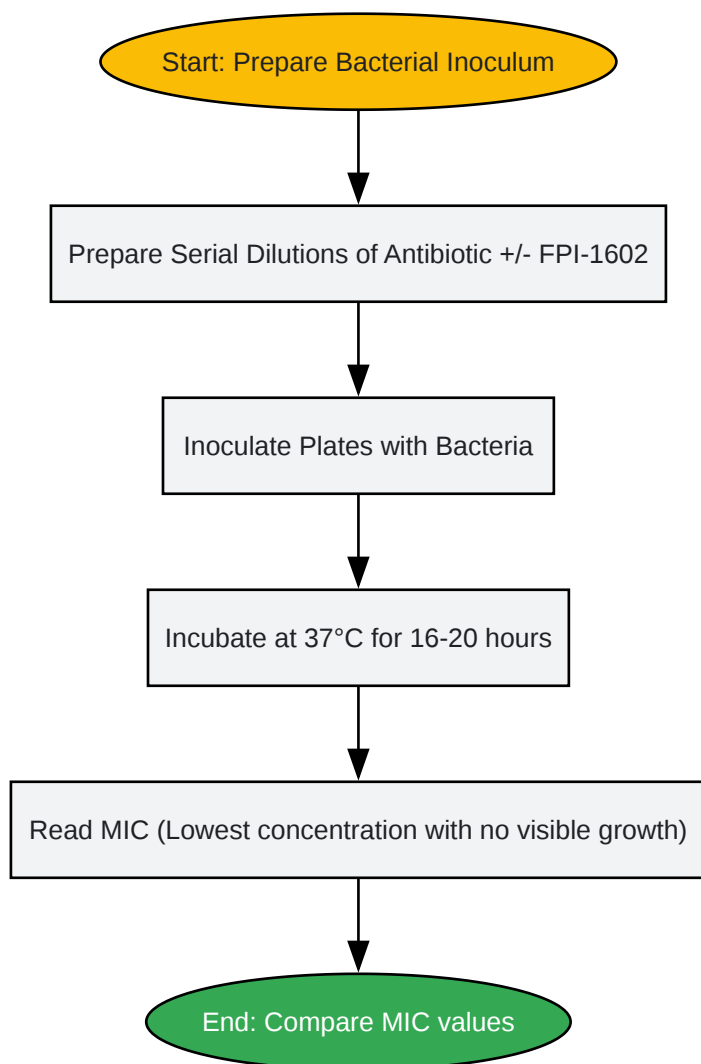 Start: Prepare Bacterial Inoculum
Prepare Serial Dilutions of Antibiotic +/- FPI-1602
Inoculate Plates with Bacteria
Incubate at 37°C for 16-20 hours
Read MIC (Lowest concentration with no visible growth)
End: Compare MIC values